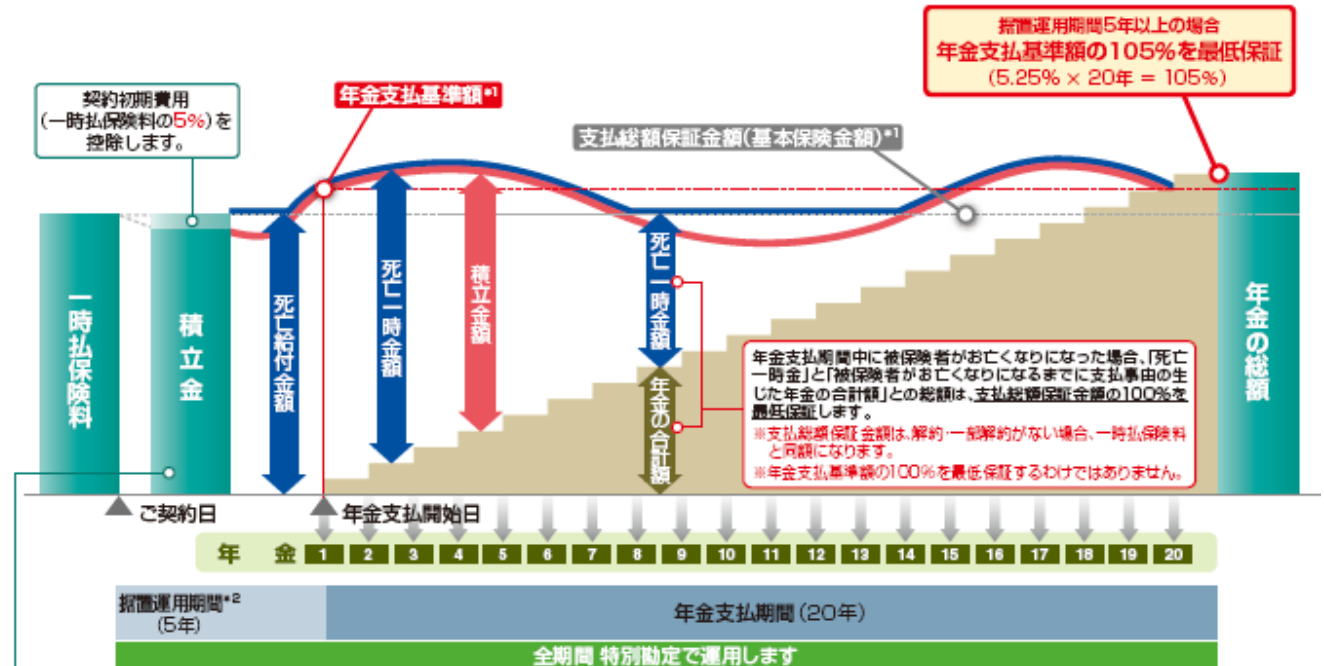 据置運用期間5年以上の場合
年金支払基準額の105%を最低保証
(5.25% × 20年 = 105%)
契約初期費用
(一時払保険料の5%)を
控除します。
年金支払基準額*1
支払総額保証金額(基本保険金額)*1
一時払保険料
積立金
死亡給付金額
死亡一時金額
積立金額
死亡一時金額
年金の合計額
年金の総額
年金支払期間中に被保険者がお亡くなりになった場合、「死亡
一時金」と「被保険者がお亡くなりになるまでに支払事由の生
じた年金の合計額」との総額は、支払総額保証金額の100%を
最低保証します。
※支払総額保証金額は、解約・一部解約がない場合、一時払保険料
と同額になります。
※年金支払基準額の100%を最低保証するわけではありません。
ご契約日
年金支払開始日
年 金 1 2 3 4 5 6 7 8 9 10 11 12 13 14 15 16 17 18 19 20
据置運用期間*2
(5年)
年金支払期間(20年)
全期間 特別勘定で運用します